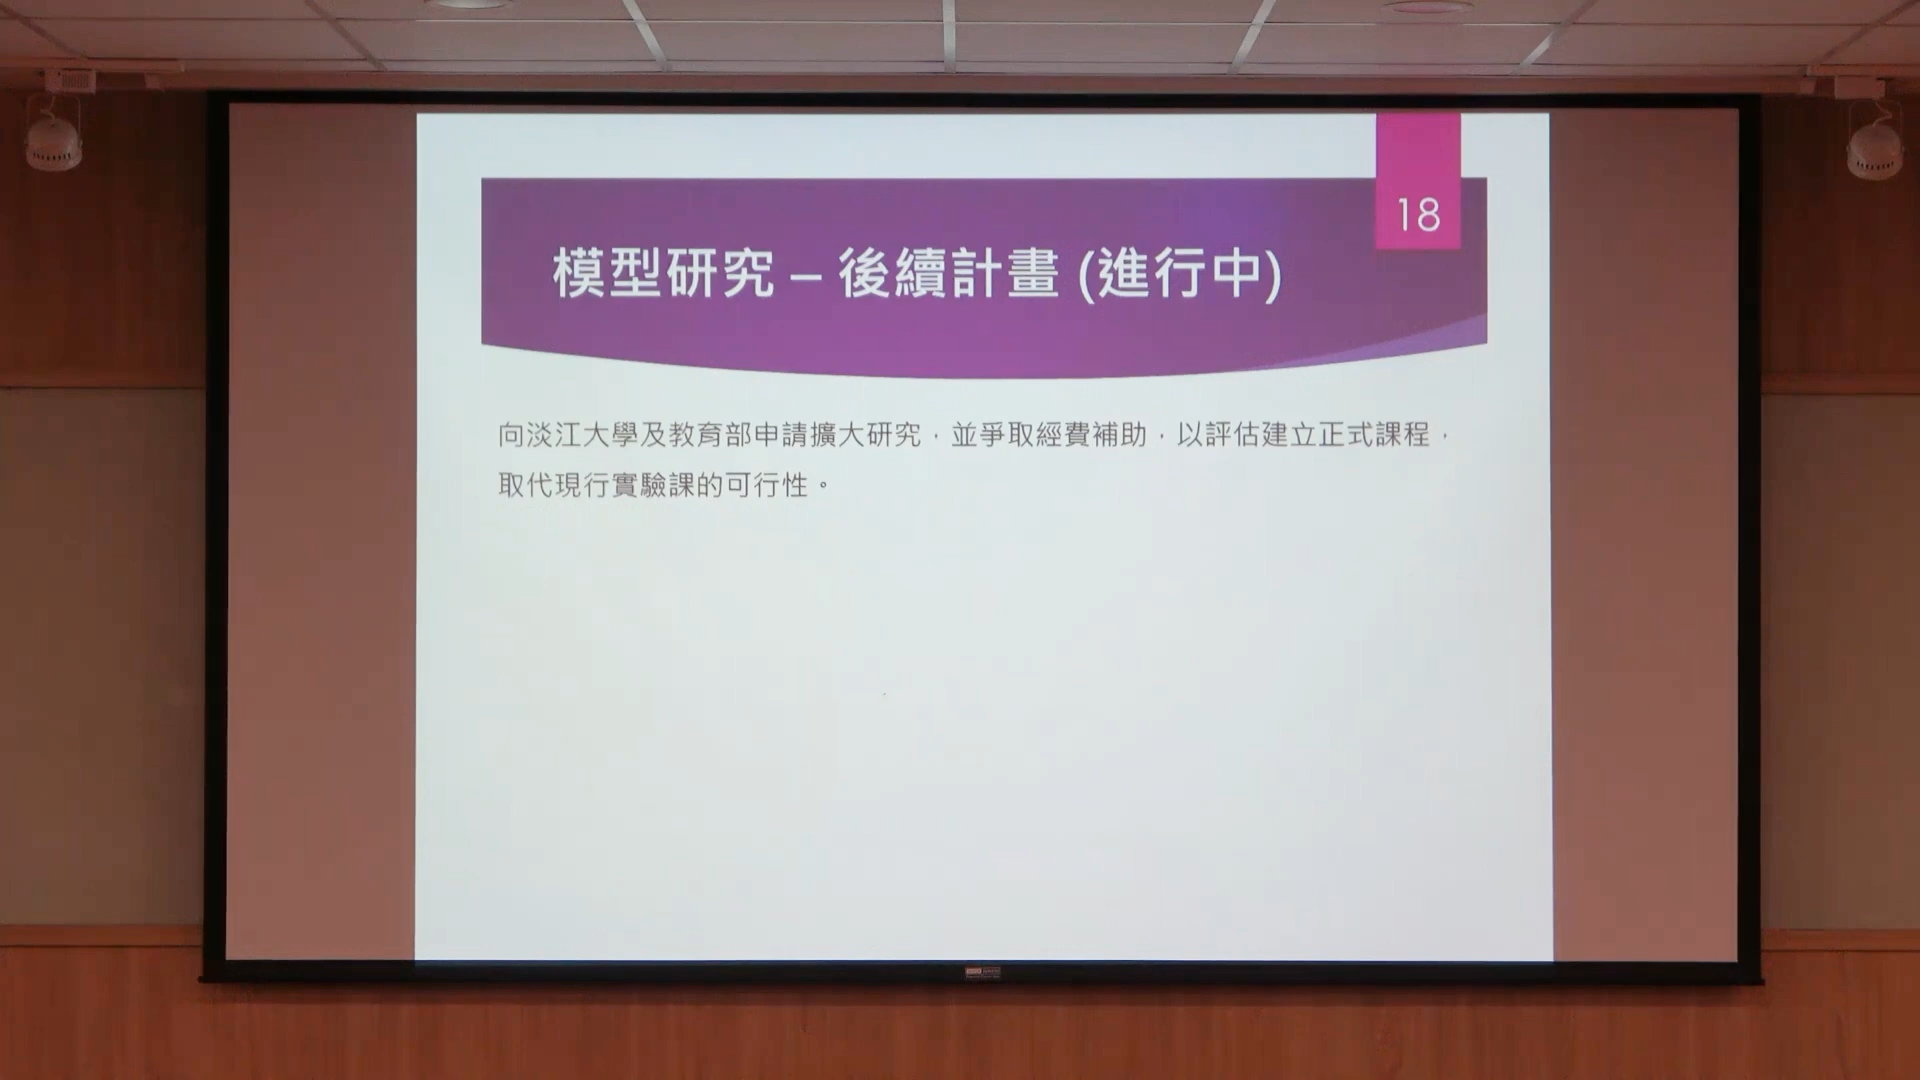 18
模型研究 – 後續計畫 (進行中)
向淡江大學及教育部申請擴大研究，並爭取經費補助，以評估建立正式課程，
取代現行實驗課的可行性。